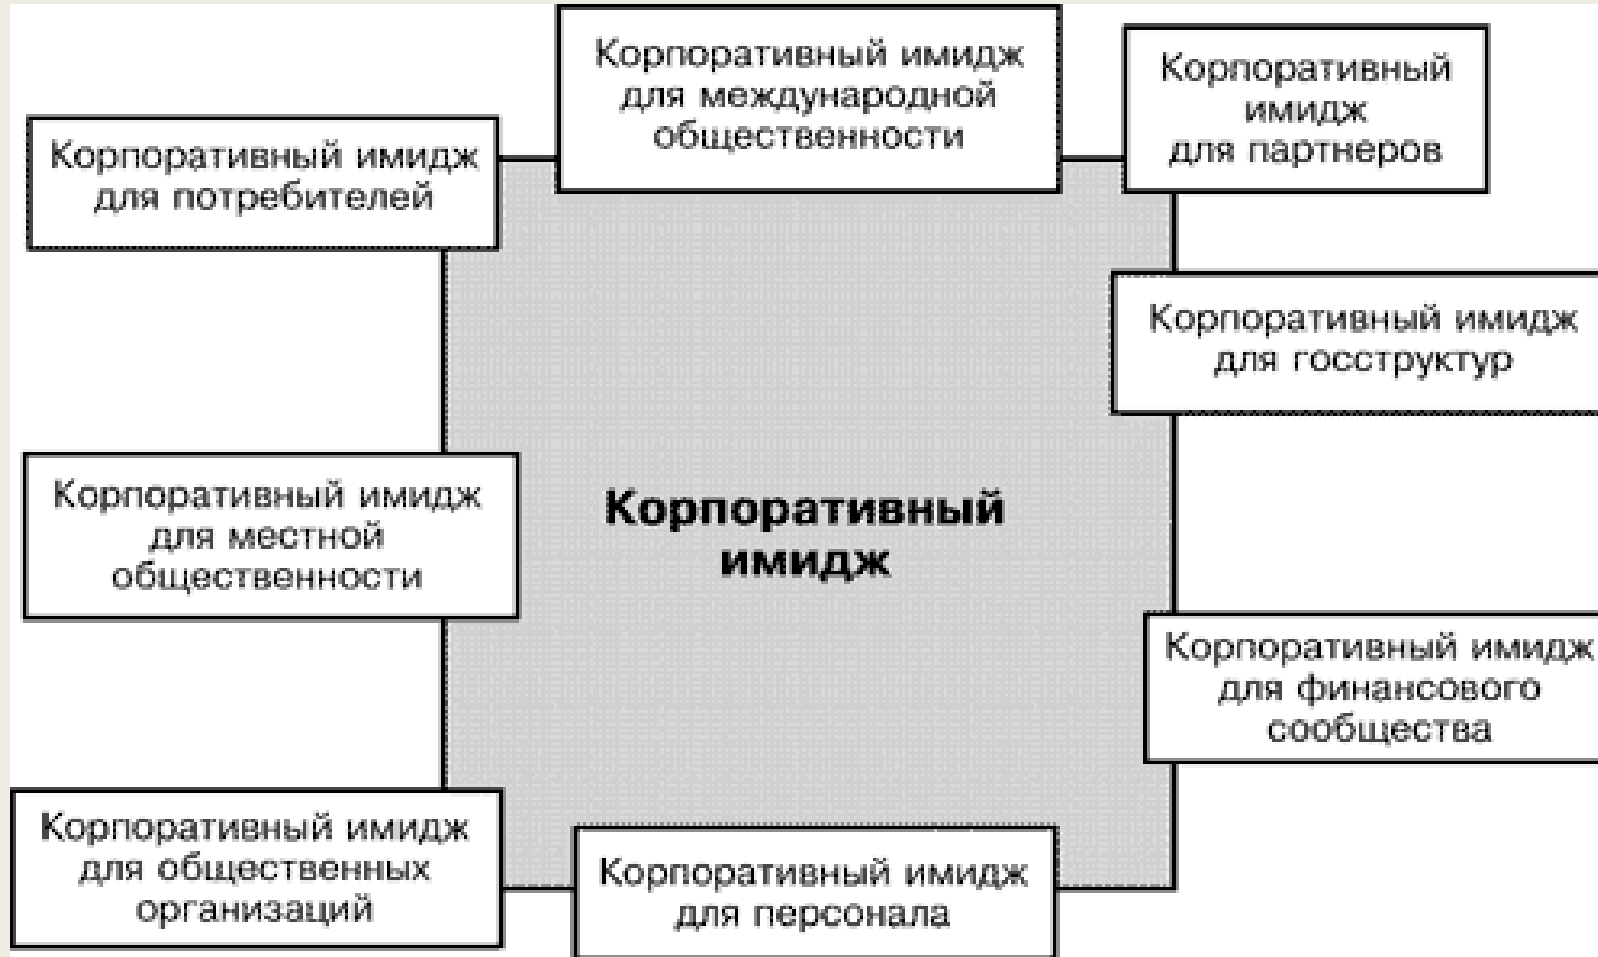 Корпоративный имидж
для международной
общественности
Корпоративный
имидж
для партнеров
Корпоративный имидж
для потребителей
Корпоративный имидж
для госструктур
Корпоративный имидж
для местной
общественности
Корпоративный
имидж
Корпоративный имидж
для финансового
сообщества
Корпоративный имидж
для общественных
организаций
Корпоративный имидж
для персонала